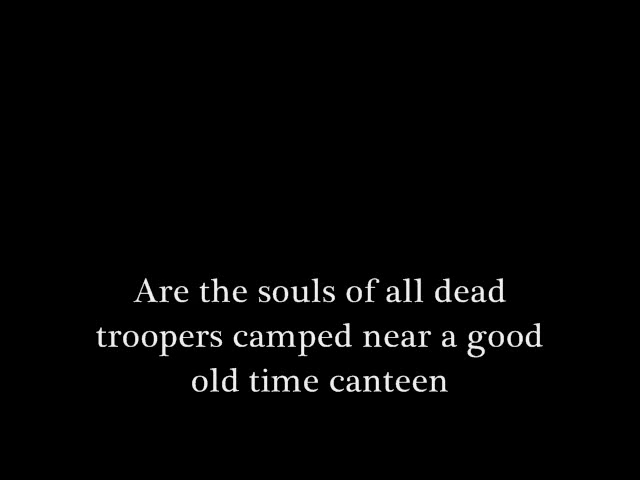 Are the souls of all dead
troopers camped near a good
old time canteen